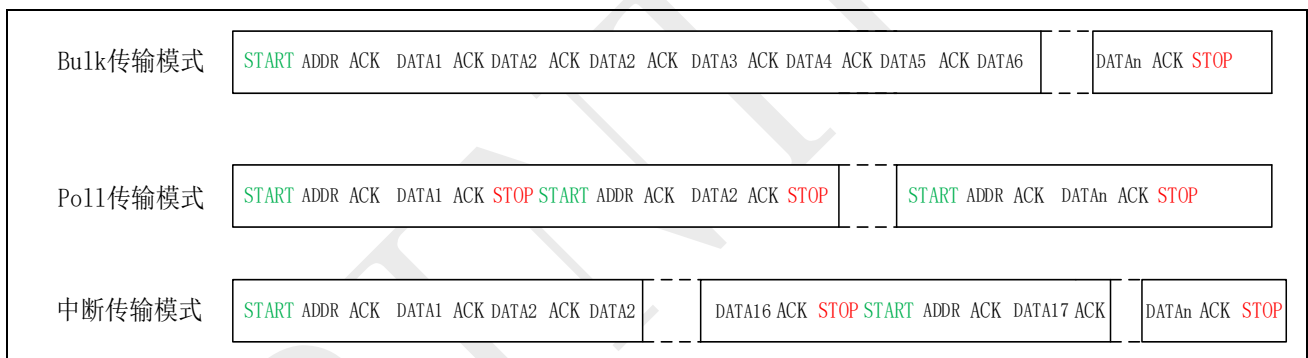 Bulk传输模式 START ADDR ACK DATA1 ACK DATA2 ACK DATA2 ACK DATA3 ACK DATA4 ACK DATA5 ACK DATA6 DATAn ACK STOP
Poll传输模式 START ADDR ACK DATA1 ACK STOP START ADDR ACK DATA2 ACK STOP START ADDR ACK DATAn ACK STOP
中断传输模式 START ADDR ACK DATA1 ACK DATA2 ACK DATA2 DATA16 ACK STOP START ADDR ACK DATA17 ACK DATAn ACK STOP